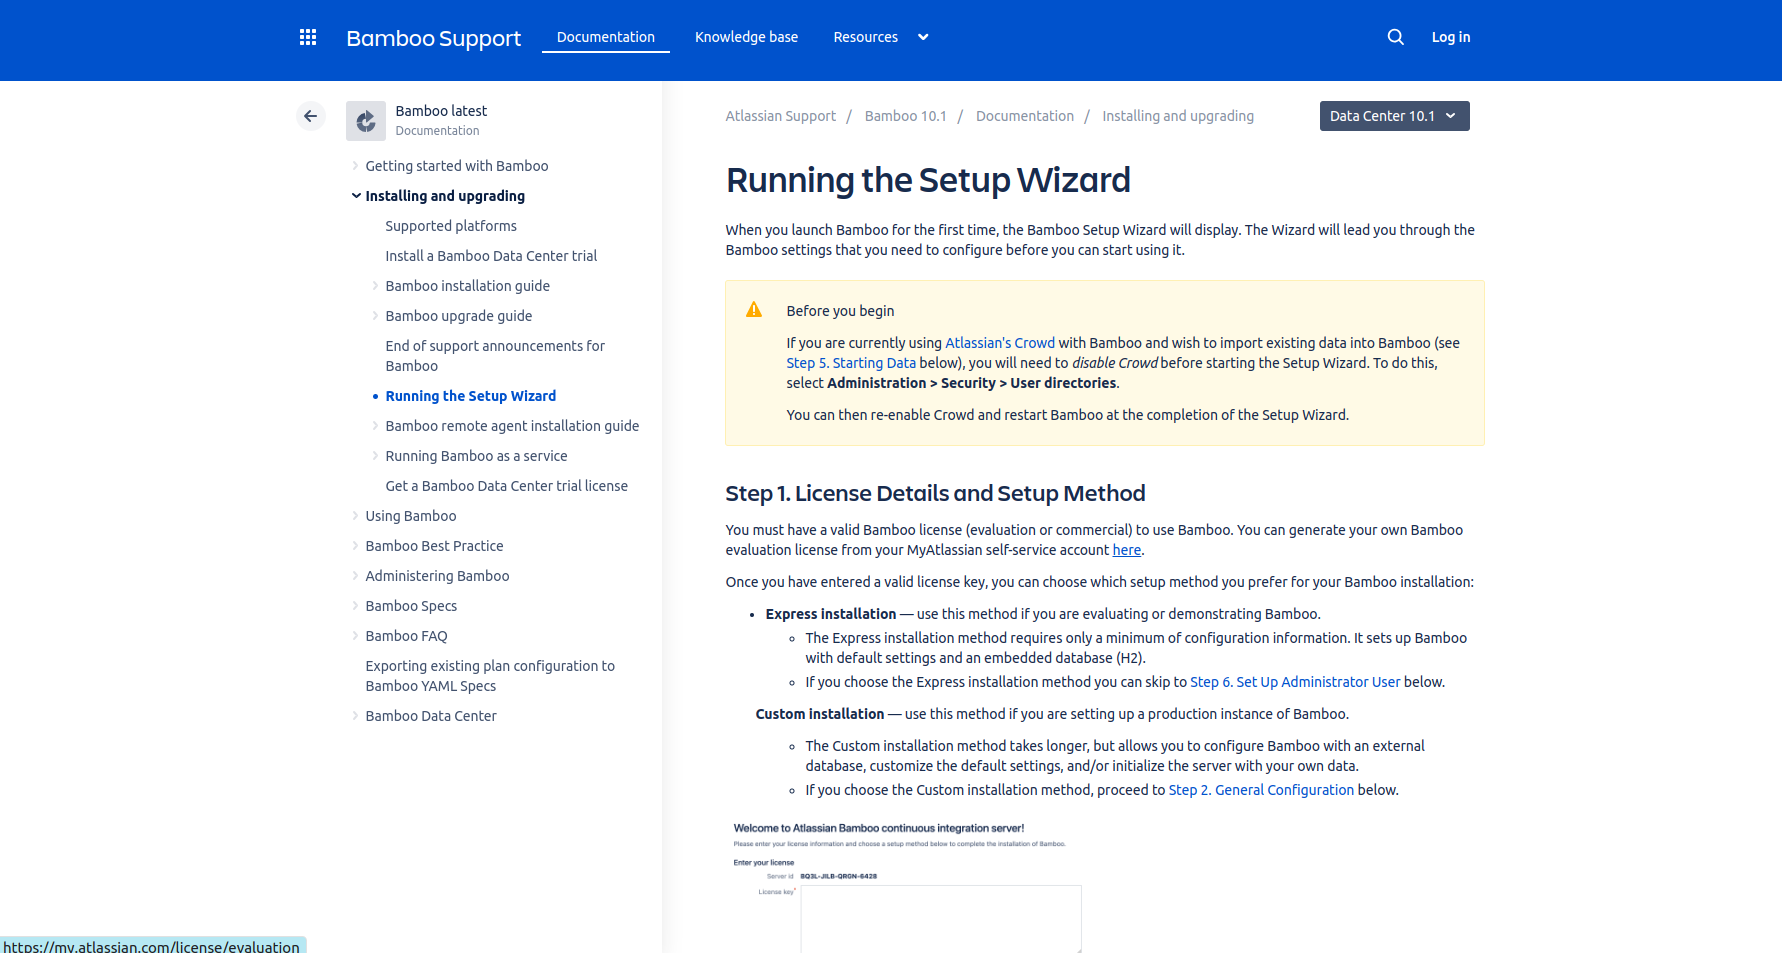 Bamboo Support
Documentation
Knowledge base
Resources
Log in
Bamboo latest
Documentation
Getting started with Bamboo
Installing and upgrading
Supported platforms
Install a Bamboo Data Center trial
Bamboo installation guide
Bamboo upgrade guide
End of support announcements for
Bamboo
Running the Setup Wizard
Bamboo remote agent installation guide
Running Bamboo as a service
Get a Bamboo Data Center trial license
Using Bamboo
Bamboo Best Practice
Administering Bamboo
Bamboo Specs
Bamboo FAQ
Exporting existing plan configuration to
Bamboo YAML Specs
Bamboo Data Center
Atlassian Support / Bamboo 10.1 / Documentation / Installing and upgrading
Data Center 10.1
Running the Setup Wizard
When you launch Bamboo for the first time, the Bamboo Setup Wizard will display. The Wizard will lead you through the
Bamboo settings that you need to configure before you can start using it.
Before you begin
If you are currently using Atlassian's Crowd with Bamboo and wish to import existing data into Bamboo (see
Step 5. Starting Data below), you will need to disable Crowd before starting the Setup Wizard. To do this,
select Administration > Security > User directories.
You can then re-enable Crowd and restart Bamboo at the completion of the Setup Wizard.
Step 1. License Details and Setup Method
You must have a valid Bamboo license (evaluation or commercial) to use Bamboo. You can generate your own Bamboo
evaluation license from your MyAtlassian self-service account here.
Once you have entered a valid license key, you can choose which setup method you prefer for your Bamboo installation:
• Express installation — use this method if you are evaluating or demonstrating Bamboo.
◦ The Express installation method requires only a minimum of configuration information. It sets up Bamboo
with default settings and an embedded database (H2).
◦ If you choose the Express installation method you can skip to Step 6. Set Up Administrator User below.
Custom installation — use this method if you are setting up a production instance of Bamboo.
◦ The Custom installation method takes longer, but allows you to configure Bamboo with an external
database, customize the default settings, and/or initialize the server with your own data.
◦ If you choose the Custom installation method, proceed to Step 2. General Configuration below.
Welcome to Atlassian Bamboo continuous integration server!
Please enter your license information and choose a setup method below to complete the installation of Bamboo.
Enter your license
Server id BQ3L-JILB-QRGN-6428
License key*
https://my.atlassian.com/license/evaluation